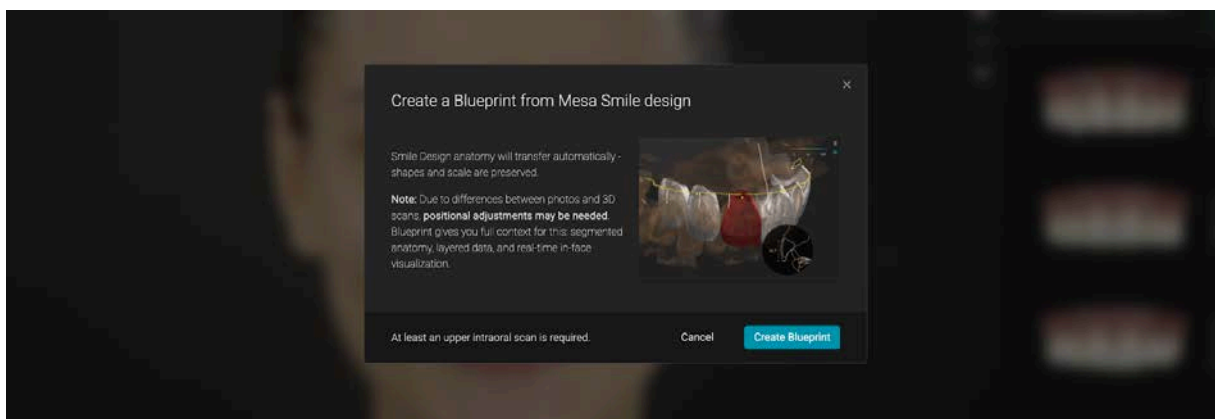 Create a Blueprint from Mesa Smile design
Smile Design anatomy will transfer automatically -
shapes and scale are preserved.
Note: Due to differences between photos and 3D
scans, positional adjustments may be needed.
Blueprint gives you full context for this: segmented
anatomy, layered data, and real-time in-face
visualization.
At least an upper intraoral scan is required.
Cancel
Create Blueprint